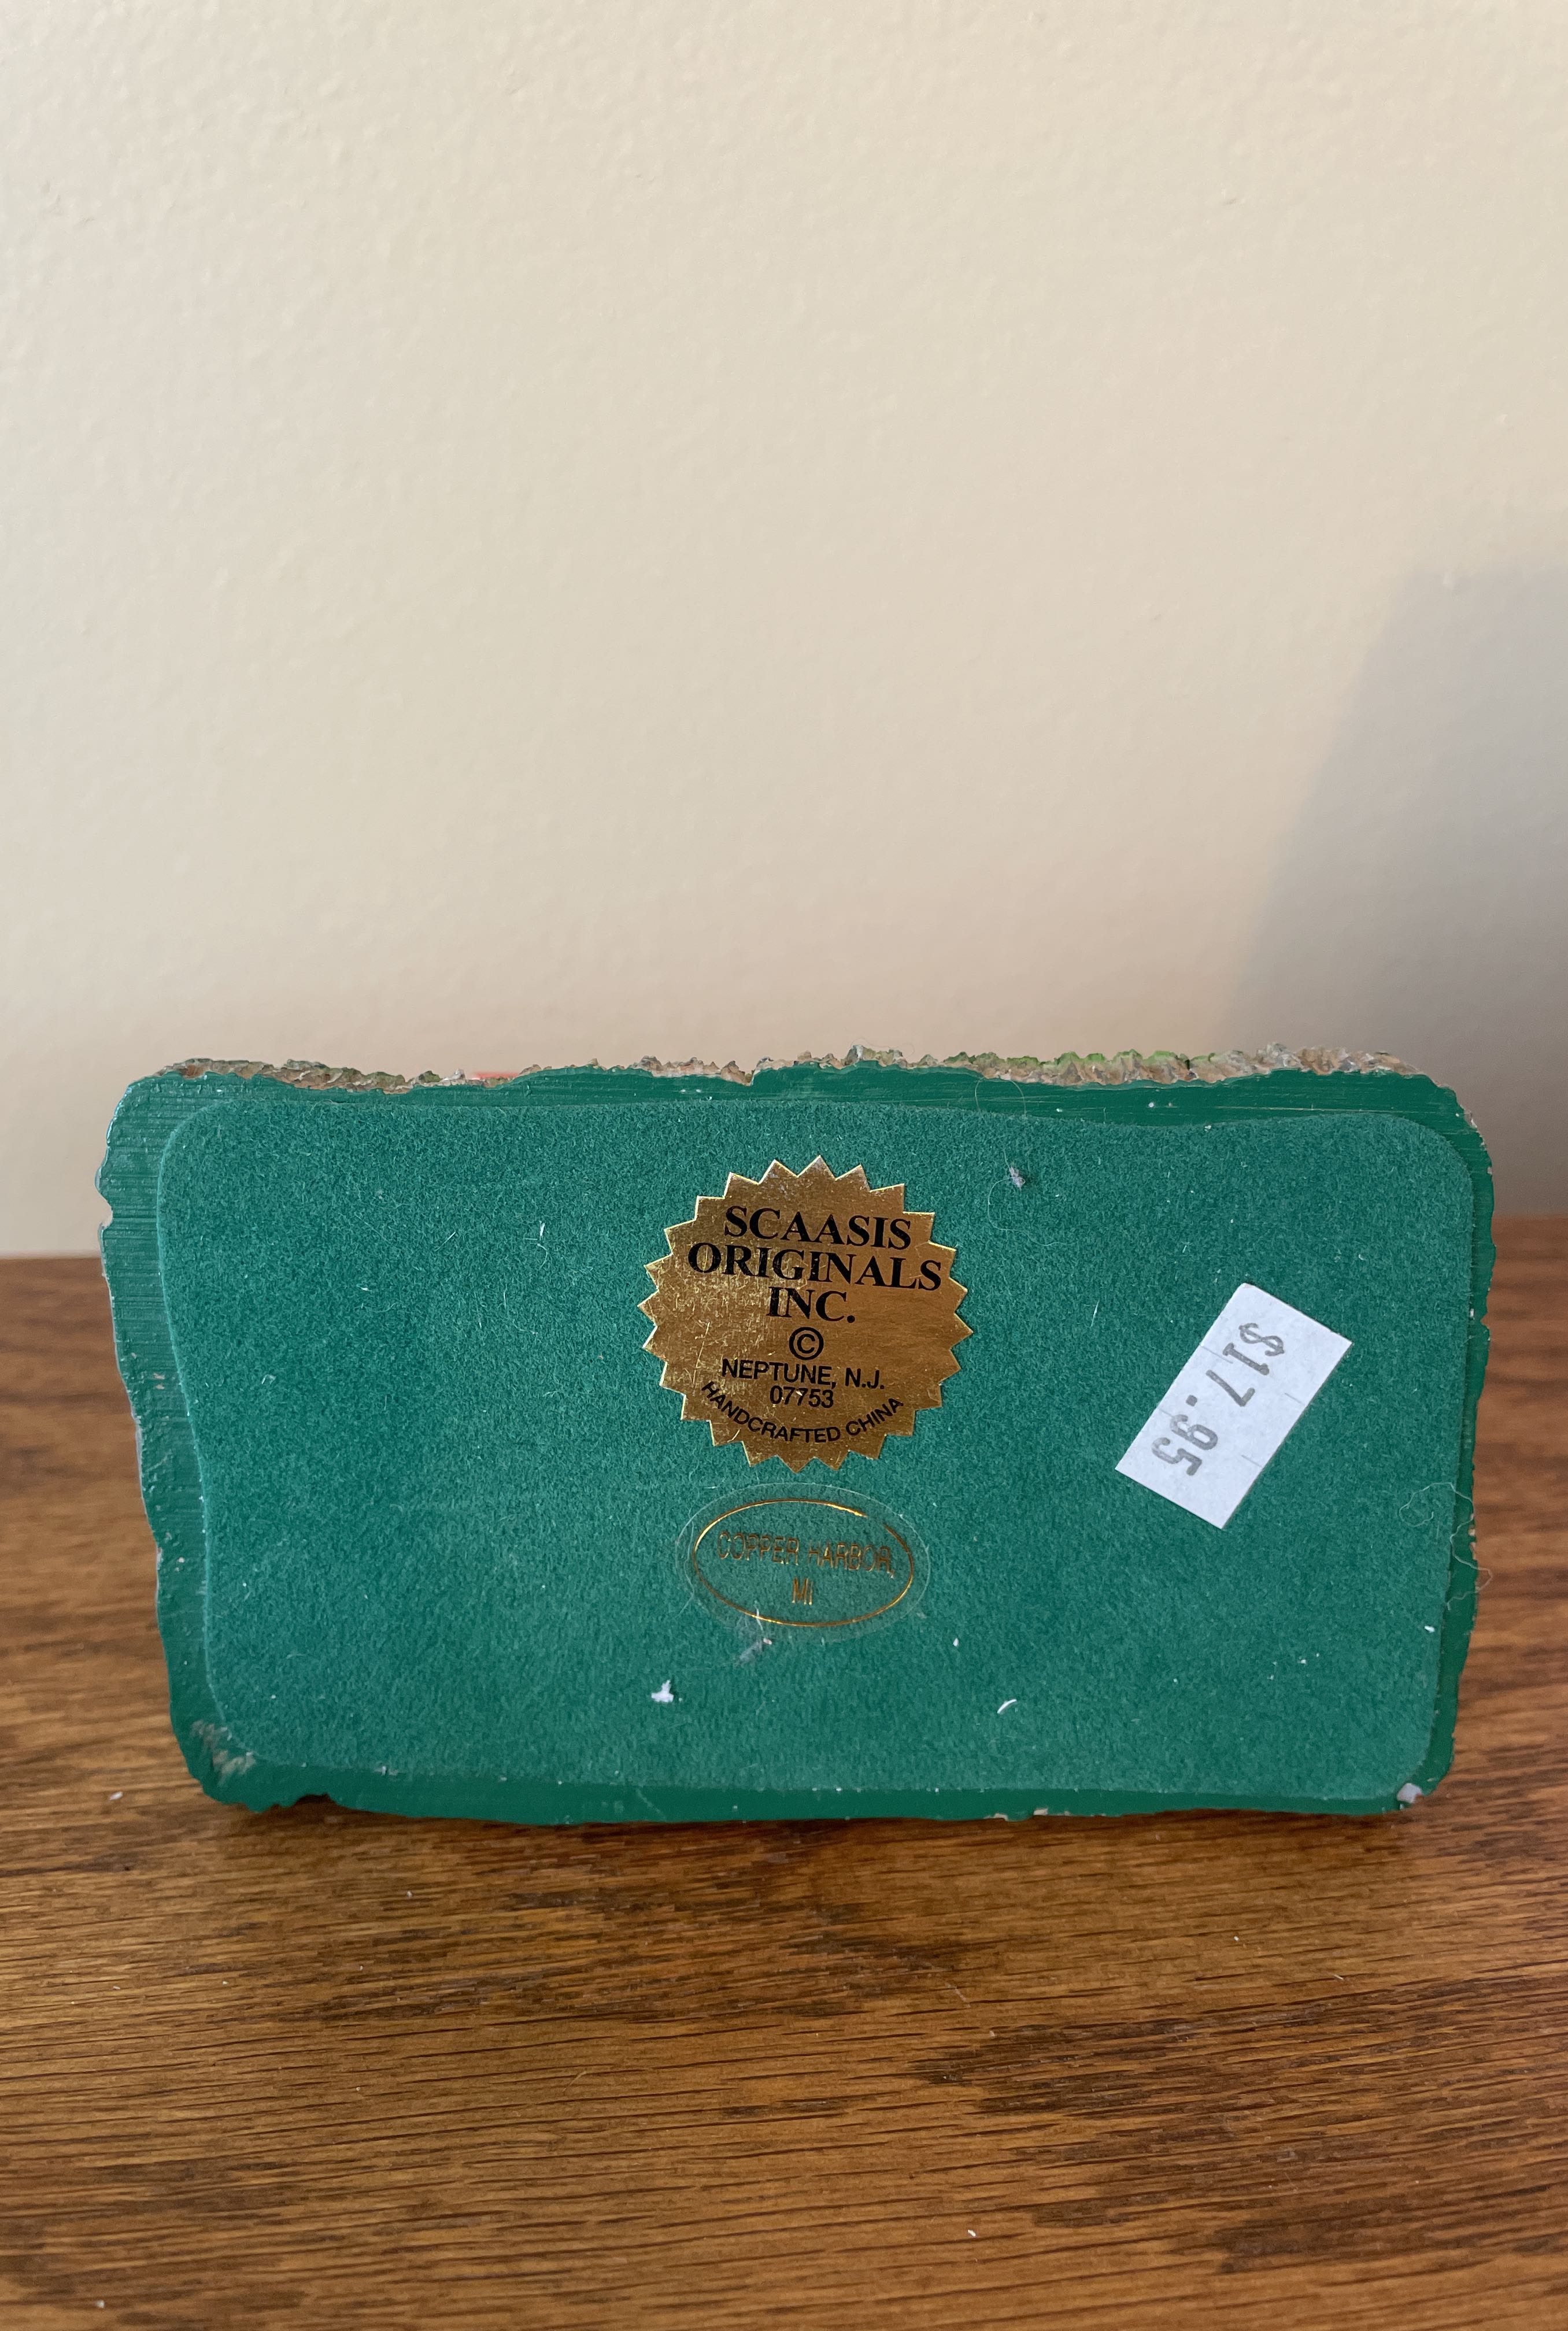 SCAASIS
ORIGINALS
INC.
©
NEPTUNE, N.J.
07753
HANDCRAFTED CHINA
$17.95
COPPER HARBOR,
MI